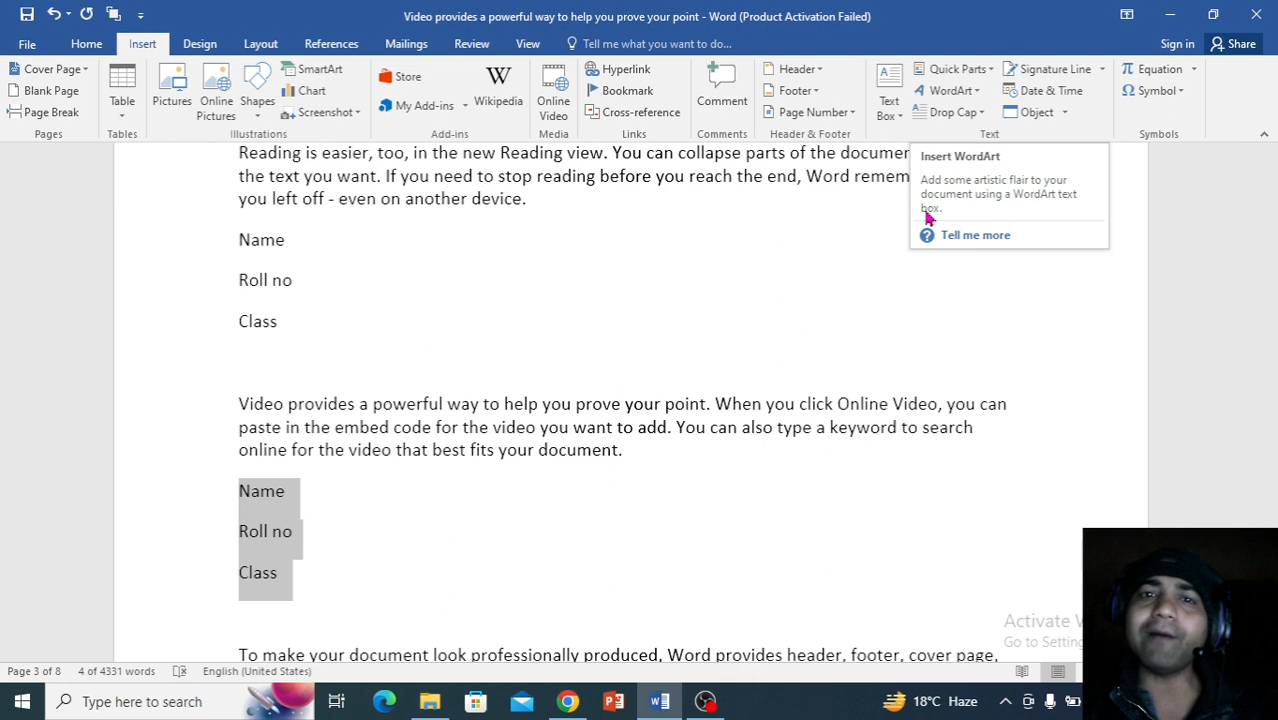 Video provides a powerful way to help you prove your point - Word (Product Activation Failed)
File Home Insert Design Layout References Mailings Review View Tell me what you want to do... Sign in Share
Cover Page
Blank Page
Page Break
Pages
Table
Tables
Pictures
Online Pictures
Shapes
SmartArt
Chart
Screenshot
Illustrations
Store
My Add-ins
Wikipedia
Add-ins
Online Video
Media
Hyperlink
Bookmark
Cross-reference
Links
Comment
Comments
Header
Footer
Page Number
Header & Footer
Text Box
Quick Parts
WordArt
Drop Cap
Signature Line
Date & Time
Object
Text
Equation
Symbol
Symbols
Insert WordArt
Add some artistic flair to your
document using a WordArt text
box.
Tell me more
Reading is easier, too, in the new Reading view. You can collapse parts of the documen
the text you want. If you need to stop reading before you reach the end, Word remem
you left off - even on another device.
Name
Roll no
Class
Video provides a powerful way to help you prove your point. When you click Online Video, you can
paste in the embed code for the video you want to add. You can also type a keyword to search
online for the video that best fits your document.
Name
Roll no
Class
To make your document look professionally produced, Word provides header, footer, cover page,
Activate W
Go to Setting
Page 3 of 8 4 of 4331 words English (United States)
Type here to search
18°C Haze